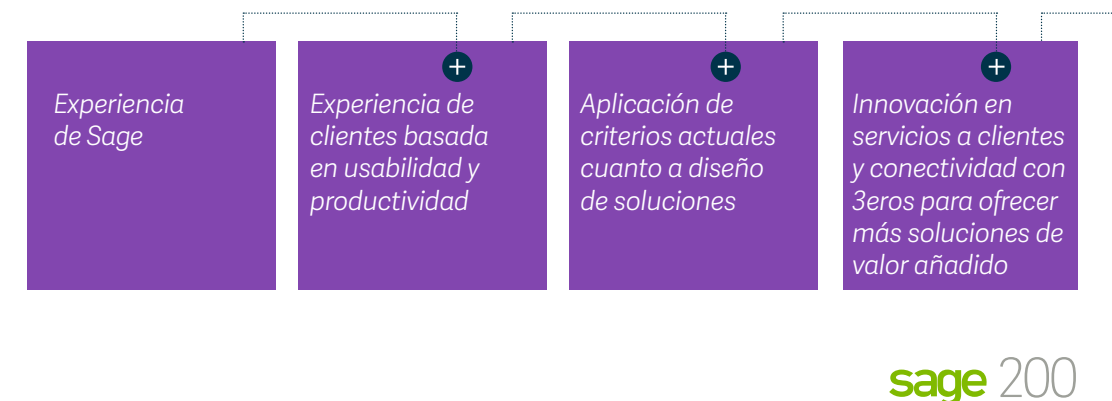 Experiencia
de Sage
+
Experiencia de
clientes basada
en usabilidad y
productividad
+
Aplicación de
criterios actuales
cuanto a diseño
de soluciones
+
Innovación en
servicios a clientes
y conectividad con
3eros para ofrecer
más soluciones de
valor añadido
sage 200